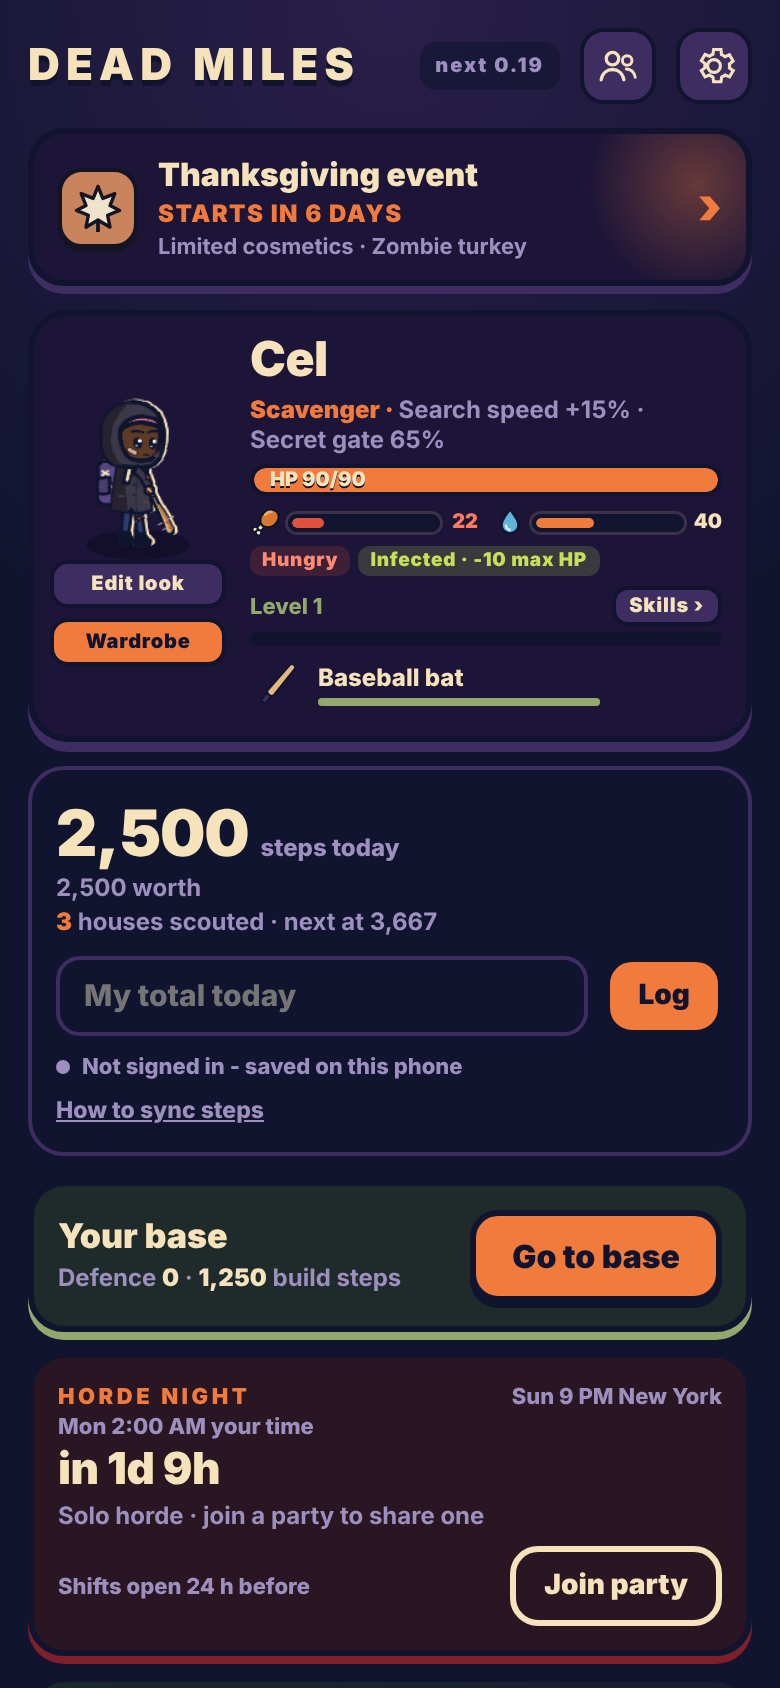 DEAD MILES
next 0.19
Thanksgiving event
STARTS IN 6 DAYS
Limited cosmetics · Zombie turkey
›
Cel
Scavenger · Search speed +15% ·
Secret gate 65%
HP 90/90
22
40
Hungry
Infected · -10 max HP
Edit look
Level 1
Skills ›
Wardrobe
Baseball bat
2,500 steps today
2,500 worth
3 houses scouted · next at 3,667
My total today
Log
Not signed in - saved on this phone
How to sync steps
Your base
Defence 0 · 1,250 build steps
Go to base
HORDE NIGHT
Sun 9 PM New York
Mon 2:00 AM your time
in 1d 9h
Solo horde · join a party to share one
Shifts open 24 h before
Join party